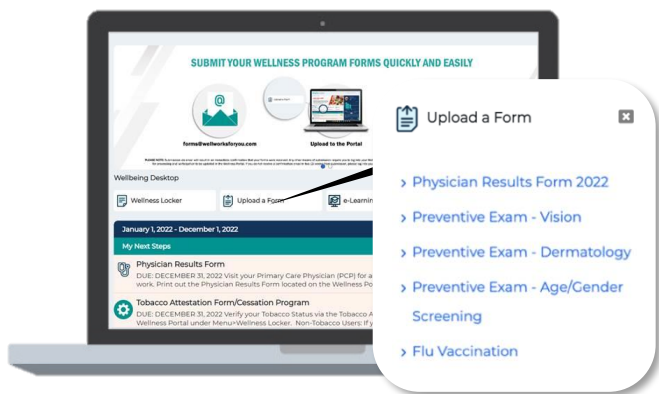 SUBMIT YOUR WELLNESS PROGRAM FORMS QUICKLY AND EASILY
@
forms@wellworksforyou.com
Upload to the Portal
Wellbeing Desktop
Wellness Locker
Upload a Form
e-Learnin
January 1, 2022 - December 1, 2022
My Next Steps
Physician Results Form
DUE: DECEMBER 31, 2022 Visit your Primary Care Physician (PCP) for a
work. Print out the Physician Results Form located on the Wellness Po
Tobacco Attestation Form/Cessation Program
DUE: DECEMBER 31, 2022 Verify your Tobacco Status via the Tobacco A
Wellness Portal under Menu>Wellness Locker. Non-Tobacco Users: If y
Upload a Form
> Physician Results Form 2022
> Preventive Exam - Vision
> Preventive Exam - Dermatology
> Preventive Exam - Age/Gender
Screening
> Flu Vaccination